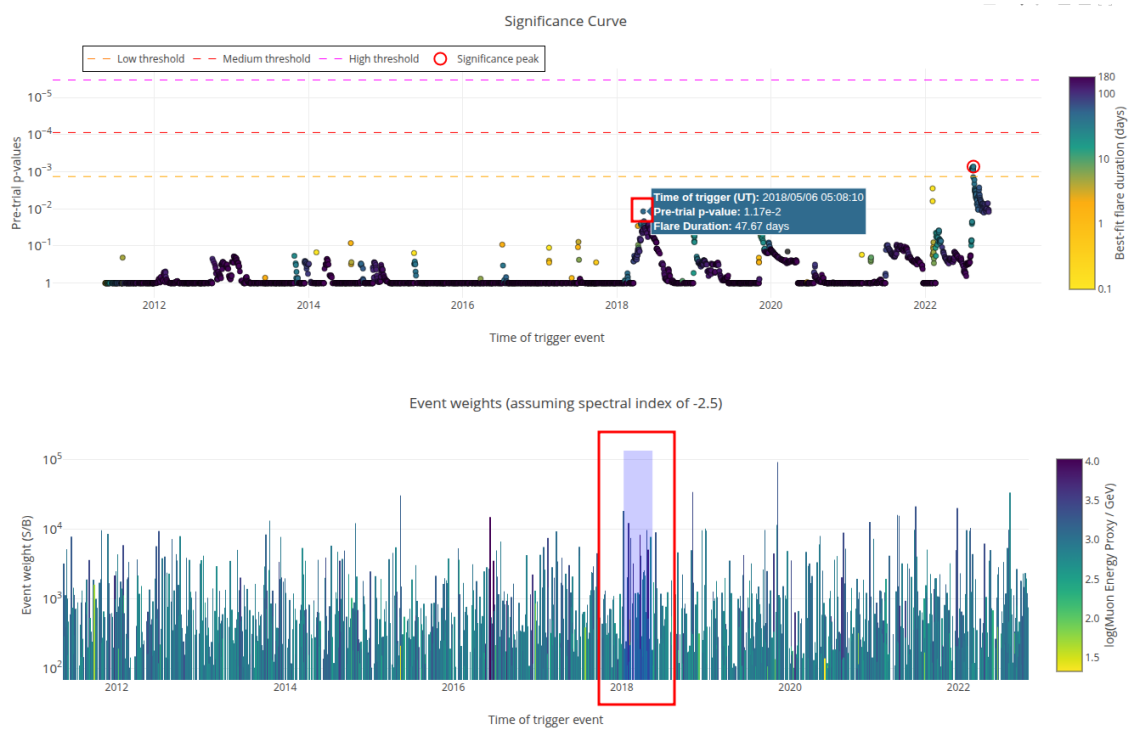 Significance Curve
Low threshold Medium threshold High threshold Significance peak
10⁻⁵
10⁻⁴
10⁻³
10⁻²
10⁻¹
1
Pre-trial p-values
Time of trigger (UT): 2018/05/06 05:08:10
Pre-trial p-value: 1.17e-2
Flare Duration: 47.67 days
2012 2014 2016 2018 2020 2022
Time of trigger event
180
100
10
1
0.1
Best-fit flare duration (days)
Event weights (assuming spectral index of -2.5)
10⁵
10⁴
10³
10²
Event weight (S/B)
2012 2014 2016 2018 2020 2022
Time of trigger event
4.0
3.5
3.0
2.5
2.0
1.5
log(Muon Energy Proxy / GeV)